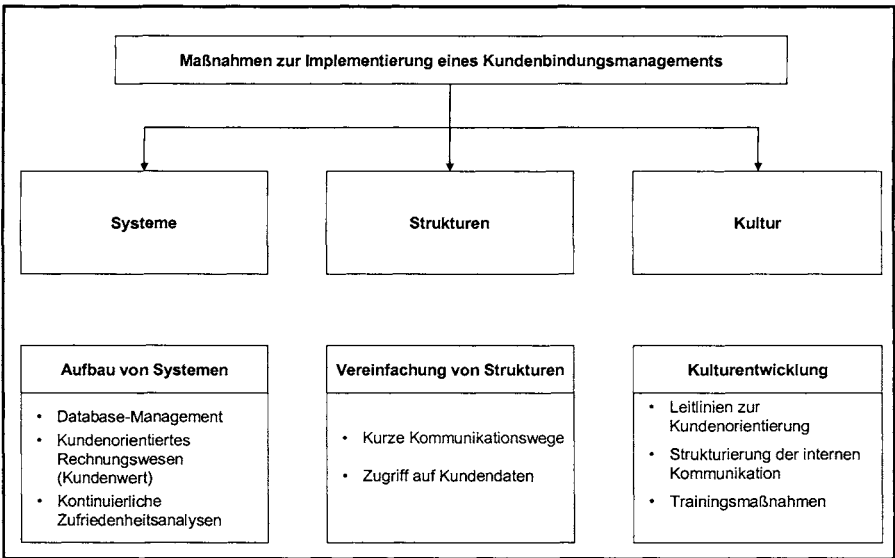 Maßnahmen zur Implementierung eines Kundenbindungsmanagements
Systeme
Strukturen
Kultur
Aufbau von Systemen
• Database-Management
• Kundenorientiertes
Rechnungswesen
(Kundenwert)
• Kontinuierliche
Zufriedenheitsanalysen
Vereinfachung von Strukturen
• Kurze Kommunikationswege
• Zugriff auf Kundendaten
Kulturentwicklung
• Leitlinien zur
Kundenorientierung
• Strukturierung der internen
Kommunikation
• Trainingsmaßnahmen